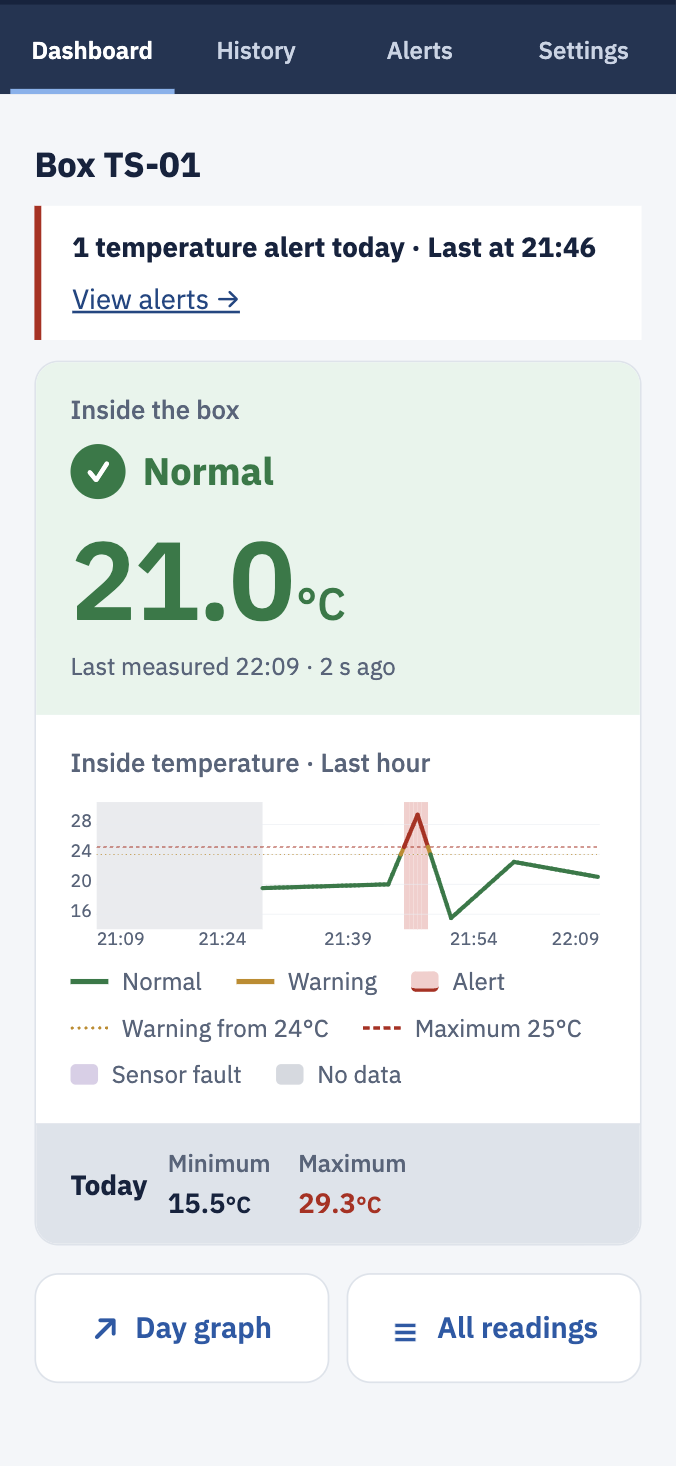 Dashboard History Alerts Settings
Box TS-01
1 temperature alert today · Last at 21:46
View alerts →
Inside the box
Normal
21.0°C
Last measured 22:09 · 2 s ago
Inside temperature · Last hour
28
24
20
16
21:09 21:24 21:39 21:54 22:09
Normal Warning Alert
Warning from 24°C Maximum 25°C
Sensor fault No data
Minimum Maximum
Today 15.5°C 29.3°C
Day graph All readings